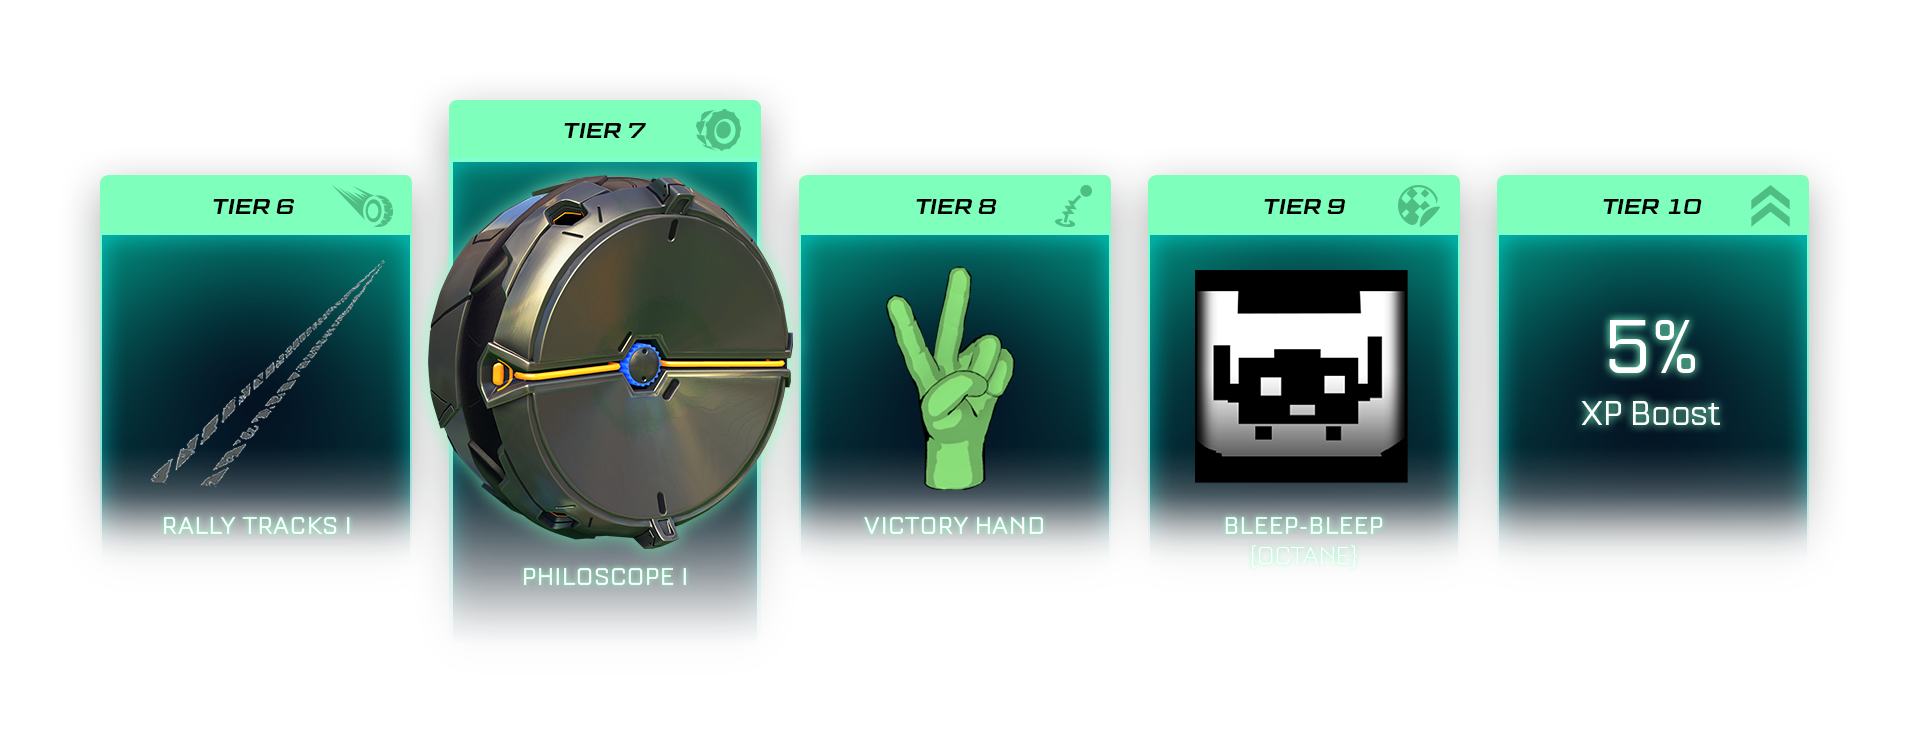 TIER 6
RALLY TRACKS I
TIER 7
PHILOSCOPE I
TIER 8
VICTORY HAND
TIER 9
BLEEP-BLEEP
[OCTANE]
TIER 10
5%
XP Boost